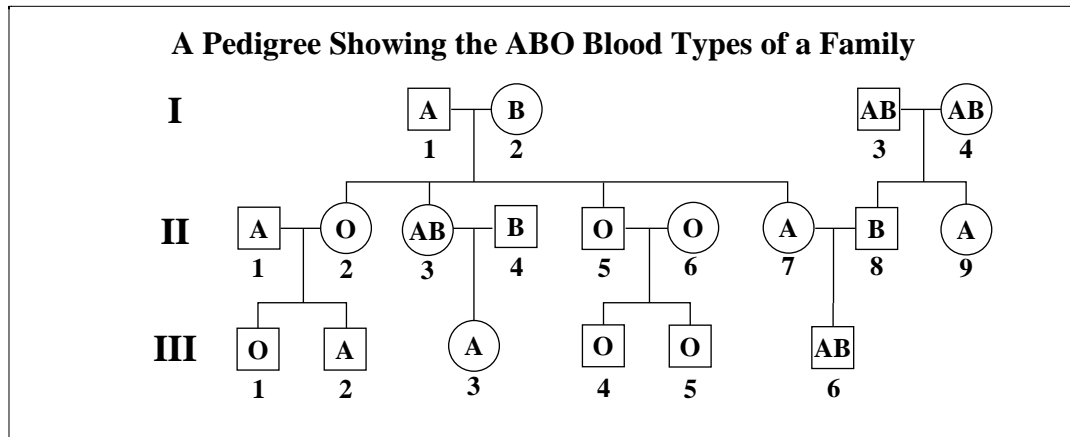 A Pedigree Showing the ABO Blood Types of a Family
I A B AB AB
1 2 3 4
II A O AB B O O A B A
1 2 3 4 5 6 7 8 9
III O A A O O AB
1 2 3 4 5 6